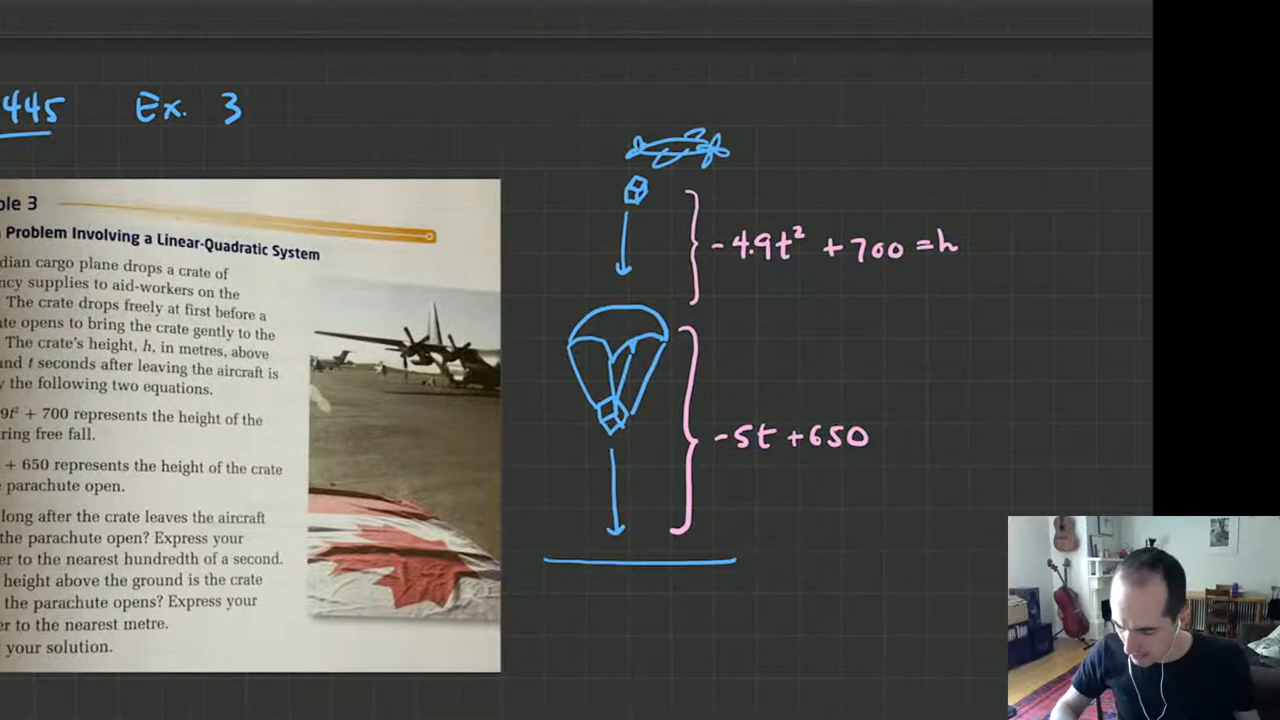 445 Ex. 3
ple 3
Problem Involving a Linear-Quadratic System
dian cargo plane drops a crate of
ncy supplies to aid-workers on the
The crate drops freely at first before a
te opens to bring the crate gently to the
The crate's height, h, in metres, above
und t seconds after leaving the aircraft is
y the following two equations.
9t² + 700 represents the height of the
ring free fall.
+ 650 represents the height of the crate
parachute open.
long after the crate leaves the aircraft
the parachute open? Express your
er to the nearest hundredth of a second.
height above the ground is the crate
the parachute opens? Express your
er to the nearest metre.
your solution.
-4.9t² + 700 = h
-5t + 650